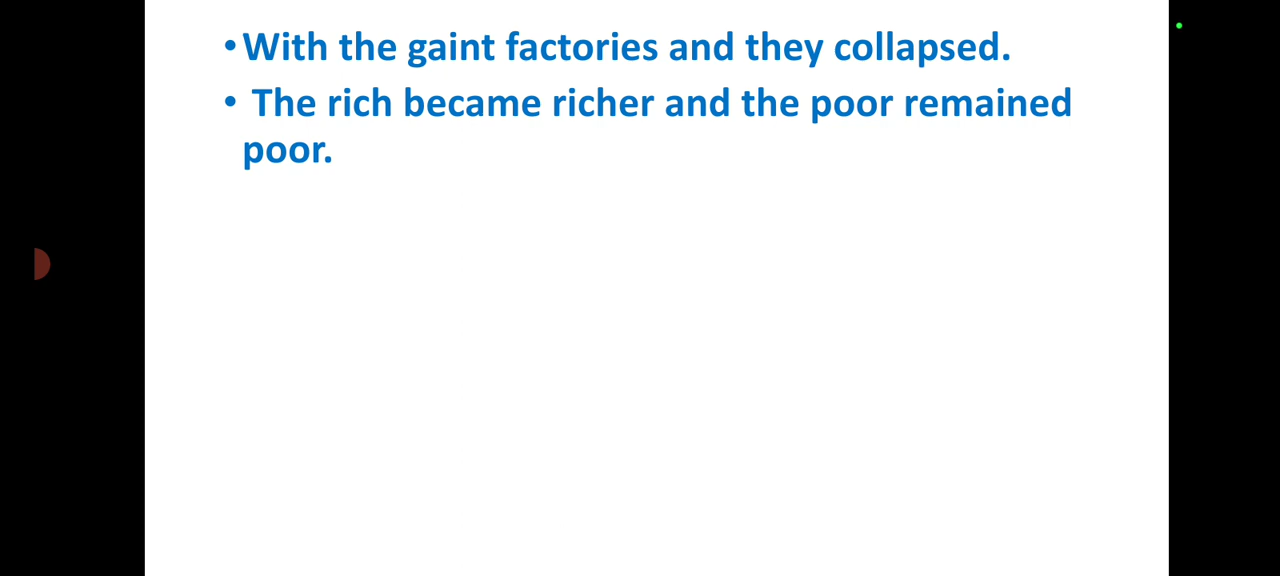 •With the gaint factories and they collapsed.
• The rich became richer and the poor remained
poor.